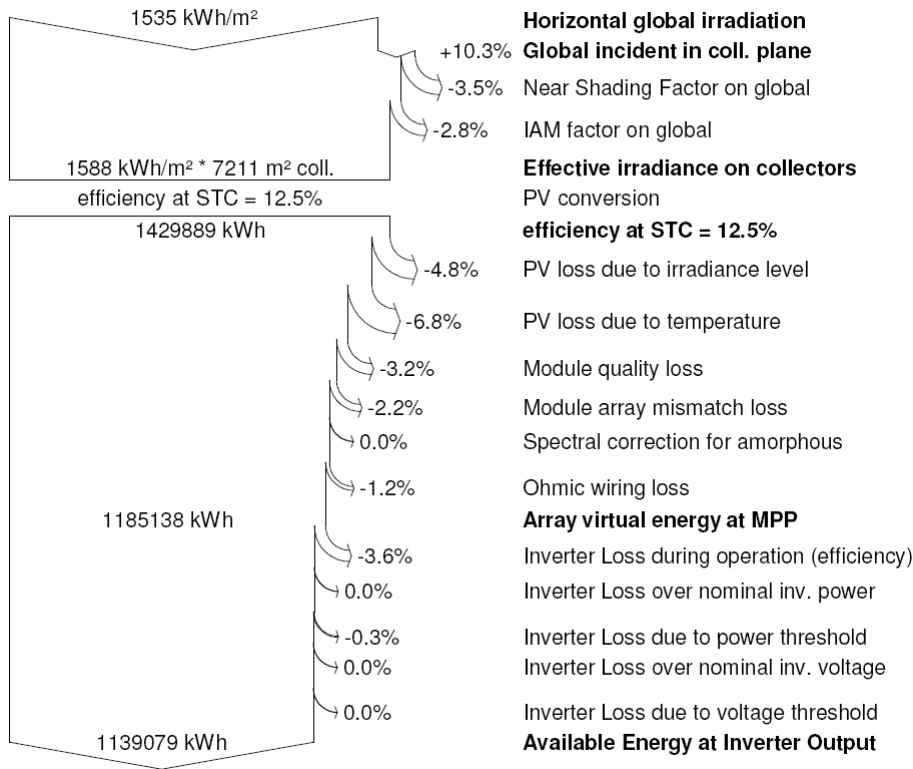 1535 kWh/m² Horizontal global irradiation
+10.3% Global incident in coll. plane
-3.5% Near Shading Factor on global
-2.8% IAM factor on global
1588 kWh/m² * 7211 m² coll. Effective irradiance on collectors
efficiency at STC = 12.5% PV conversion
1429889 kWh efficiency at STC = 12.5%
-4.8% PV loss due to irradiance level
-6.8% PV loss due to temperature
-3.2% Module quality loss
-2.2% Module array mismatch loss
0.0% Spectral correction for amorphous
-1.2% Ohmic wiring loss
1185138 kWh Array virtual energy at MPP
-3.6% Inverter Loss during operation (efficiency)
0.0% Inverter Loss over nominal inv. power
-0.3% Inverter Loss due to power threshold
0.0% Inverter Loss over nominal inv. voltage
0.0% Inverter Loss due to voltage threshold
1139079 kWh Available Energy at Inverter Output